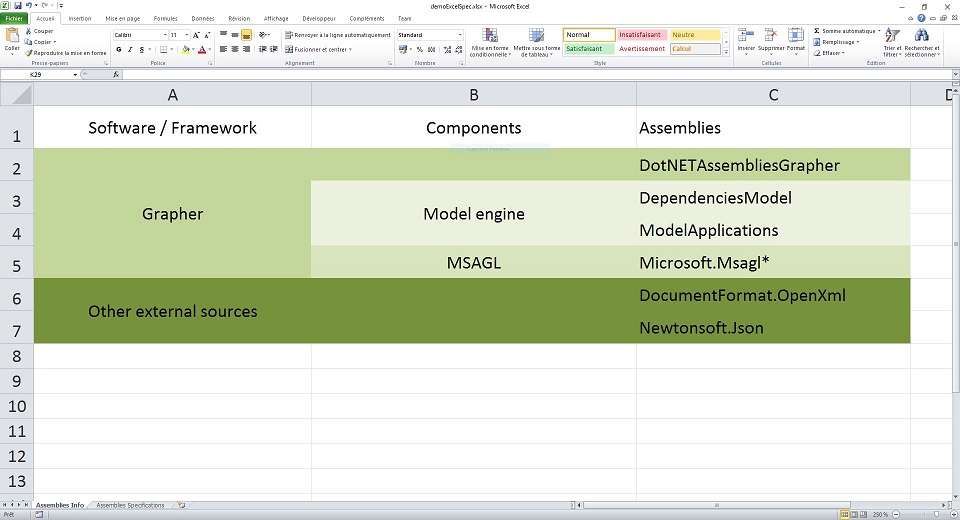 demoExcelSpec.xlsx - Microsoft Excel
Fichier Accueil Insertion Mise en page Formules Données Révision Affichage Développeur Compléments Team
Couper
Copier
Reproduire la mise en forme
Coller
Presse-papiers
Calibri 11
G I S
Police
Renvoyer à la ligne automatiquement
Fusionner et centrer
Alignement
Standard
% 000
Nombre
Mise en forme conditionnelle
Mettre sous forme de tableau
Normal Insatisfaisant Neutre
Satisfaisant Avertissement Calcul
Style
Insérer Supprimer Format
Cellules
Somme automatique
Remplissage
Effacer
Trier et filtrer
Rechercher et sélectionner
Édition
K29 fx
A B C D
1 Software / Framework Components Assemblies
2 DotNETAssembliesGrapher
3 DependenciesModel
Grapher Model engine
4 ModelApplications
5 MSAGL Microsoft.Msagl*
6 DocumentFormat.OpenXml
Other external sources
7 Newtonsoft.Json
8
9
10
11
12
13
Assemblies Info Assemblies Specifications
Prêt 250 %